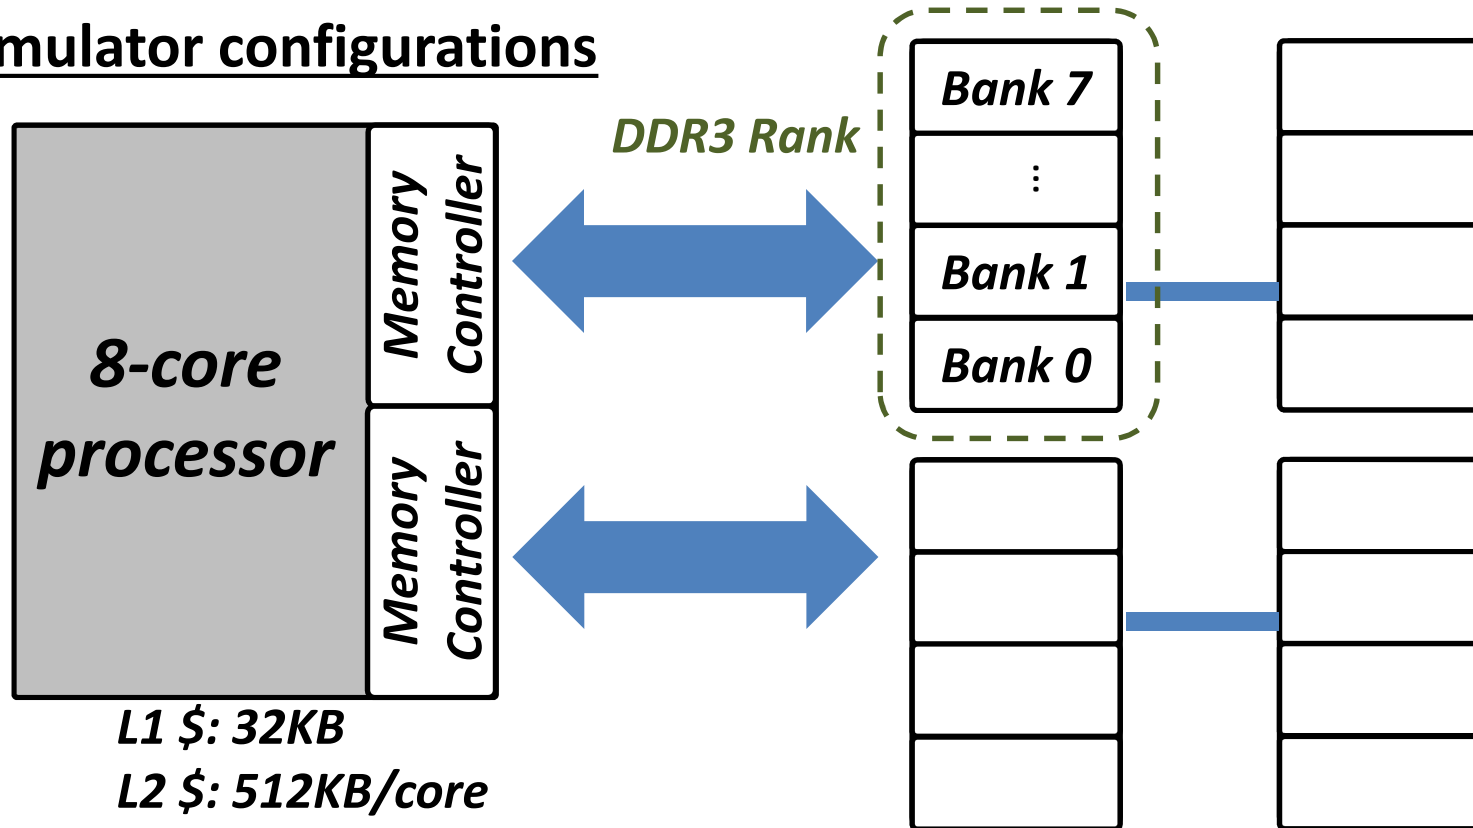 mulator configurations
8-core
processor
Memory
Controller
Memory
Controller
L1 $: 32KB
L2 $: 512KB/core
DDR3 Rank
Bank 7
...
Bank 1
Bank 0